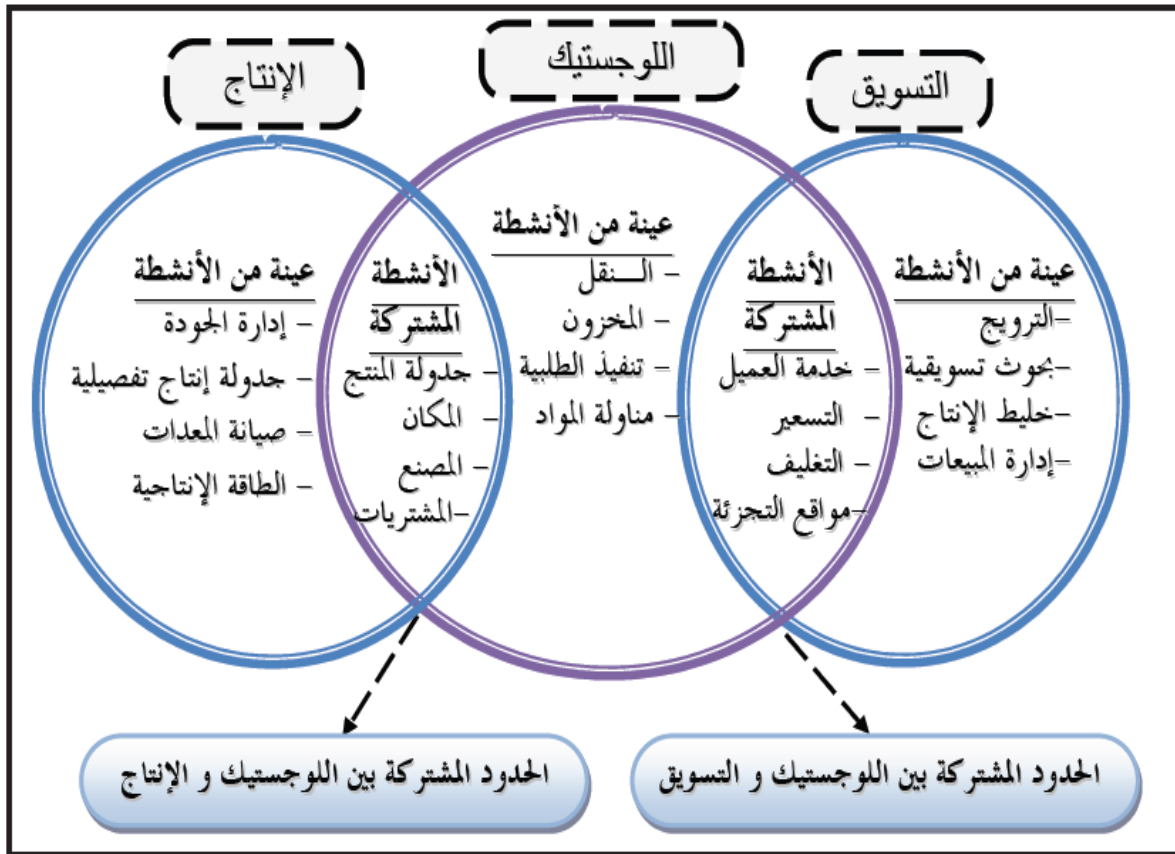 اللوجستيك
التسويق
الإنتاج
عينة من الأنشطة
-الترويج
-بحوث تسويقية
-خليط الإنتاج
-إدارة المبيعات
الأنشطة
المشتركة
- خدمة العميل
- التسعير
- التغليف
-مواقع التجزئة
عينة من الأنشطة
- الـــنقل
- المخزون
- تنفيذ الطلبية
- مناولة المواد
الأنشطة
المشتركة
- جدولة المنتج
- المكان
- المصنع
-المشتريات
عينة من الأنشطة
- إدارة الجودة
- جدولة إنتاج تفصيلية
- صيانة المعدات
- الطاقة الإنتاجية
الحدود المشتركة بين اللوجستيك و التسويق
الحدود المشتركة بين اللوجستيك و الإنتاج